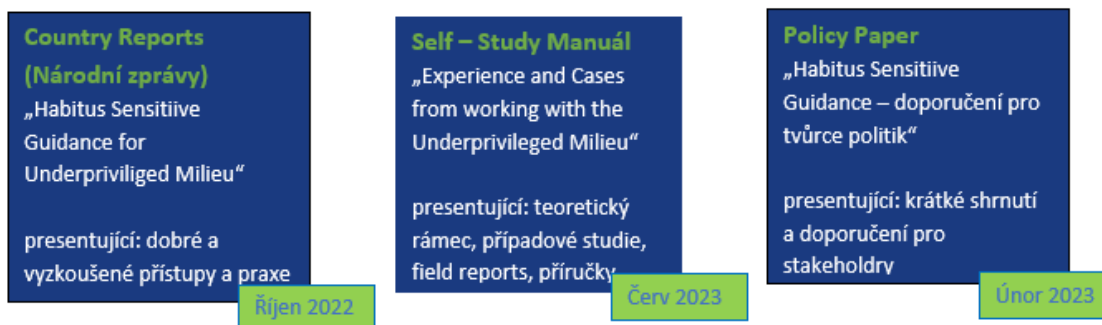 Country Reports
(Národní zprávy)
„Habitus Sensitiive
Guidance for
Underpriviliged Milieu“
presentující: dobré a
vyzkoušené přístupy a praxe
Říjen 2022
Self – Study Manuál
„Experience and Cases
from working with the
Underprivileged Milieu“
presentující: teoretický
rámec, případové studie,
field reports, příručky
Červ 2023
Policy Paper
„Habitus Sensitiive
Guidance – doporučení pro
tvůrce politik“
presentující: krátké shrnutí
a doporučení pro
stakeholdry
Únor 2023